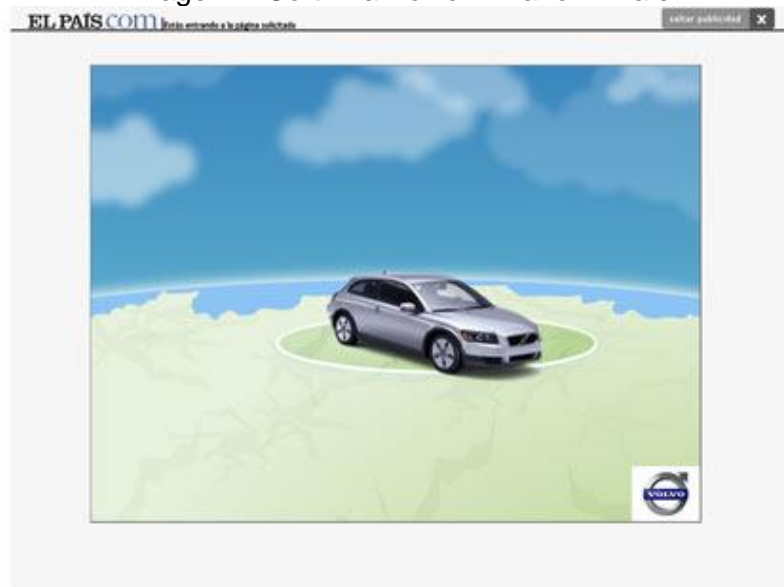 EL PAÍS.COM Estás entrando a la página solicitada
saltar publicidad X
VOLVO